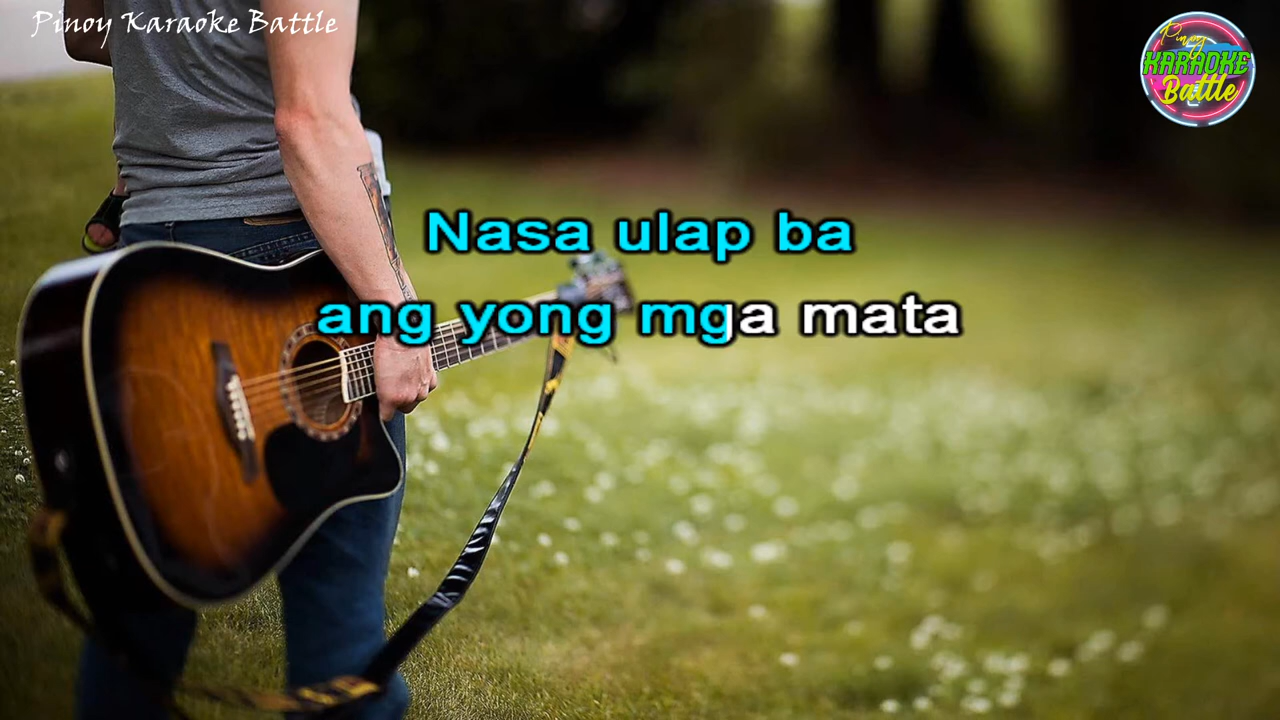 Pinoy Karaoke Battle
Pinoy
KARAOKE
Battle
Nasa ulap ba
ang yong mga mata